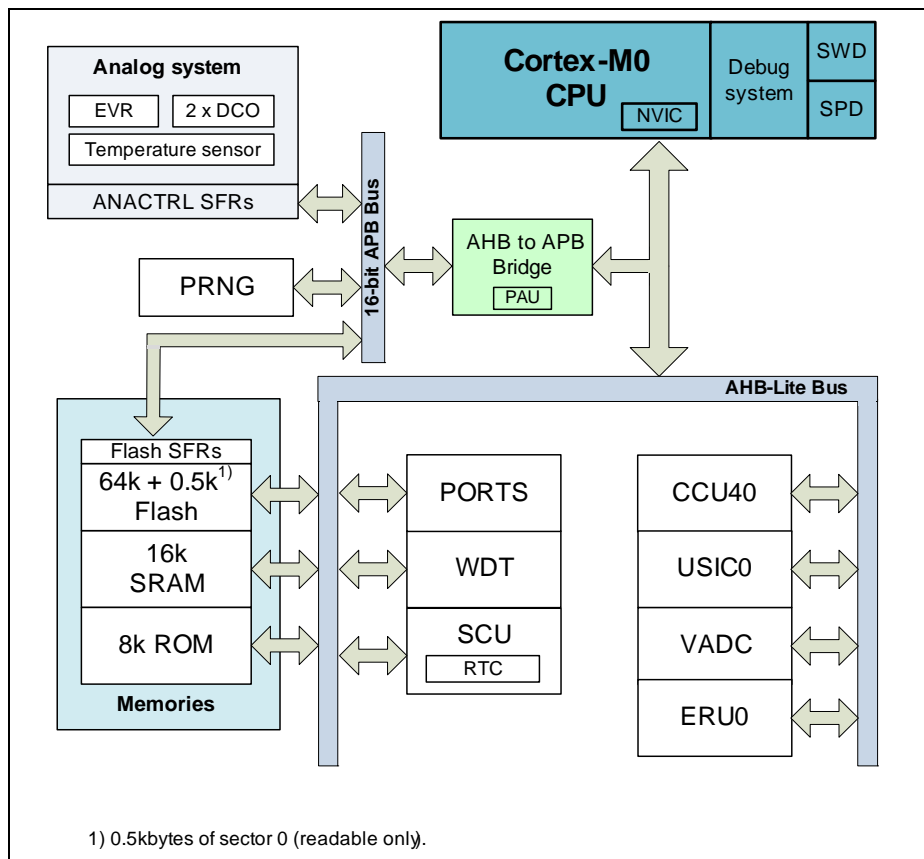 Analog system
EVR
2 x DCO
Temperature sensor
ANACTRL SFRs
Cortex-M0
CPU
NVIC
Debug
system
SWD
SPD
16-bit APB Bus
AHB to APB
Bridge
PAU
PRNG
AHB-Lite Bus
Flash SFRs
64k + 0.5k1)
Flash
16k
SRAM
8k ROM
Memories
PORTS
WDT
SCU
RTC
CCU40
USIC0
VADC
ERU0
1) 0.5kbytes of sector 0 (readable only).